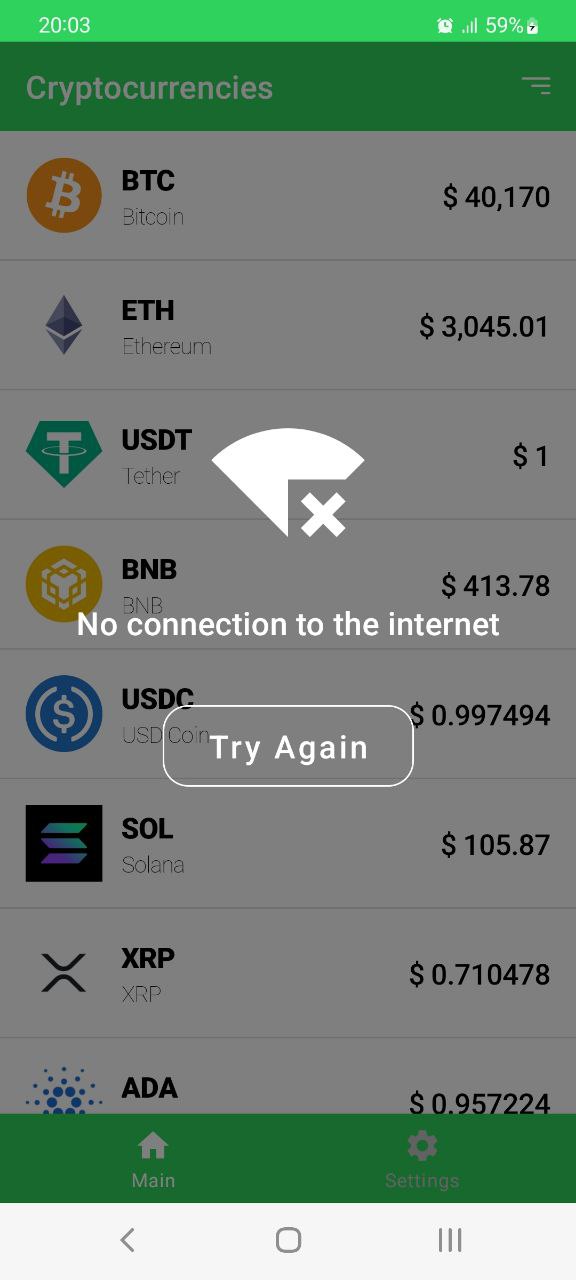 20:03
59%
Cryptocurrencies
BTC
Bitcoin
$ 40,170
ETH
Ethereum
$ 3,045.01
USDT
Tether
$ 1
BNB
BNB
$ 413.78
No connection to the internet
USDC
USD Coin
$ 0.997494
Try Again
SOL
Solana
$ 105.87
XRP
XRP
$ 0.710478
ADA
$ 0.957224
Main
Settings